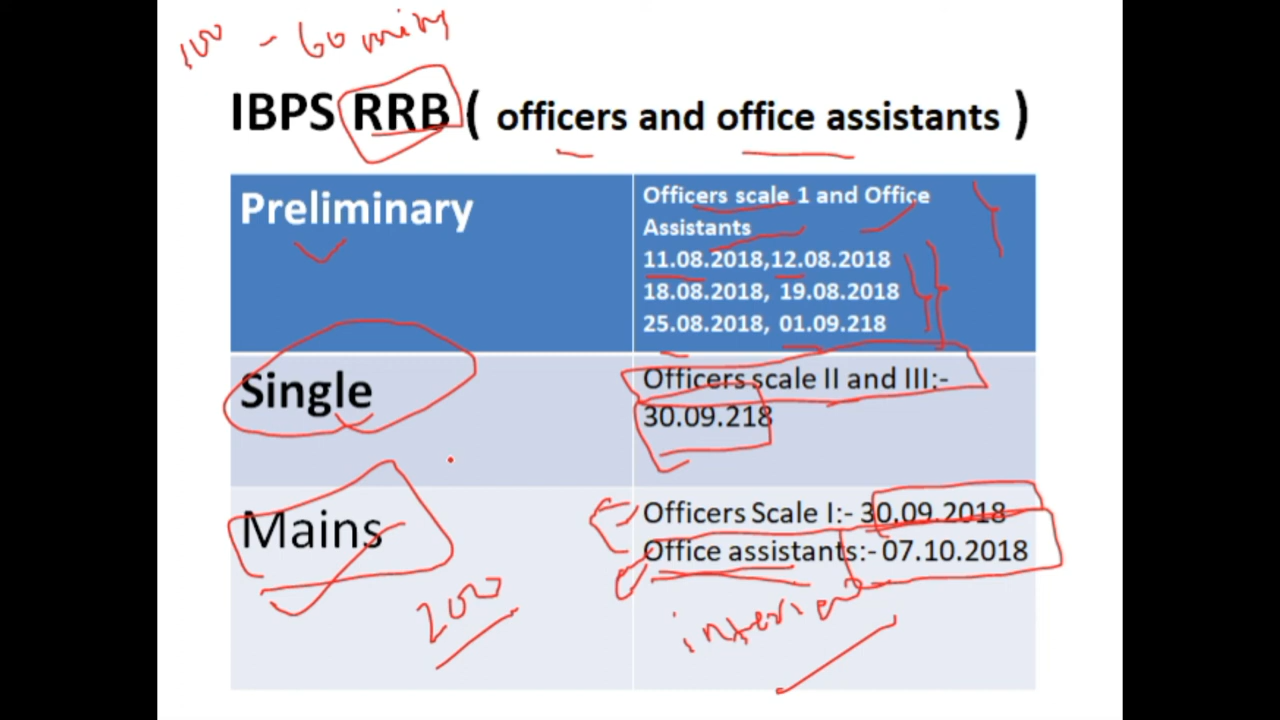 100 - 60 mins
IBPS RRB ( officers and office assistants )
Preliminary
Officers scale 1 and Office
Assistants
11.08.2018,12.08.2018
18.08.2018, 19.08.2018
25.08.2018, 01.09.218
Single
Officers scale II and III:-
30.09.218
Mains
Officers Scale I:- 30.09.2018
Office assistants:- 07.10.2018
200
interview